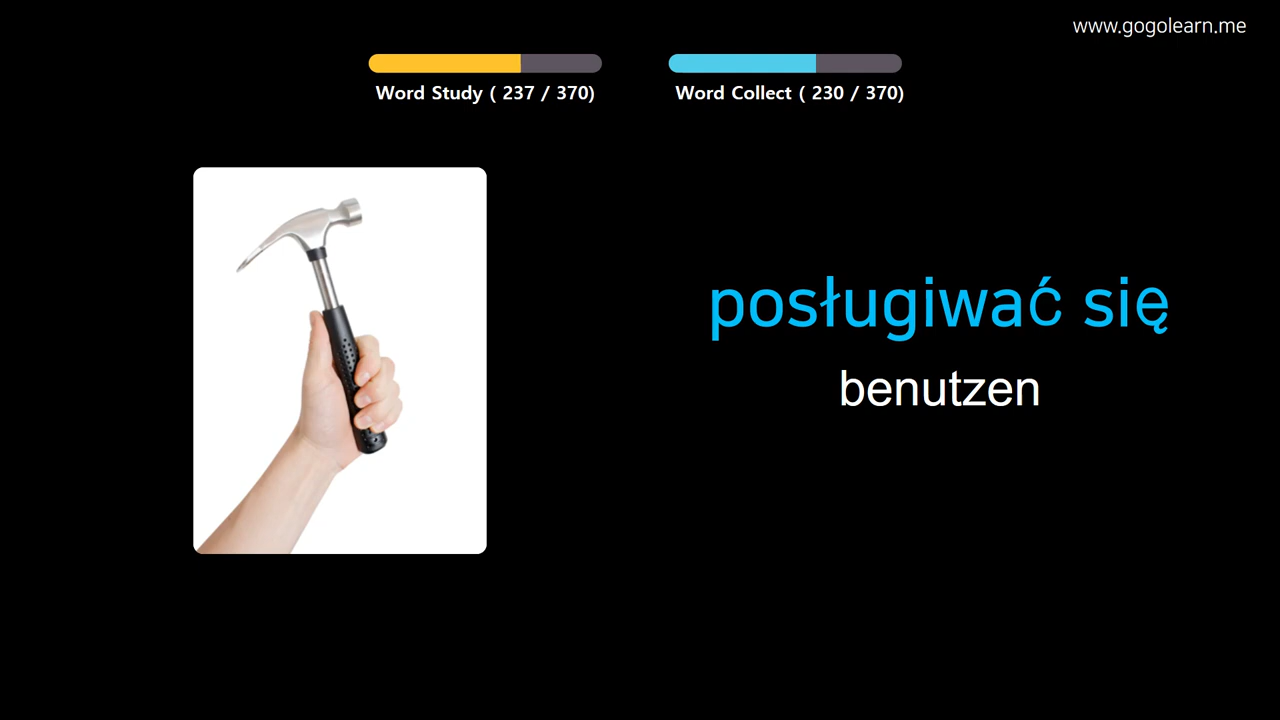 www.gogolearn.me
Word Study ( 237 / 370)
Word Collect ( 230 / 370)
posługiwać się
benutzen